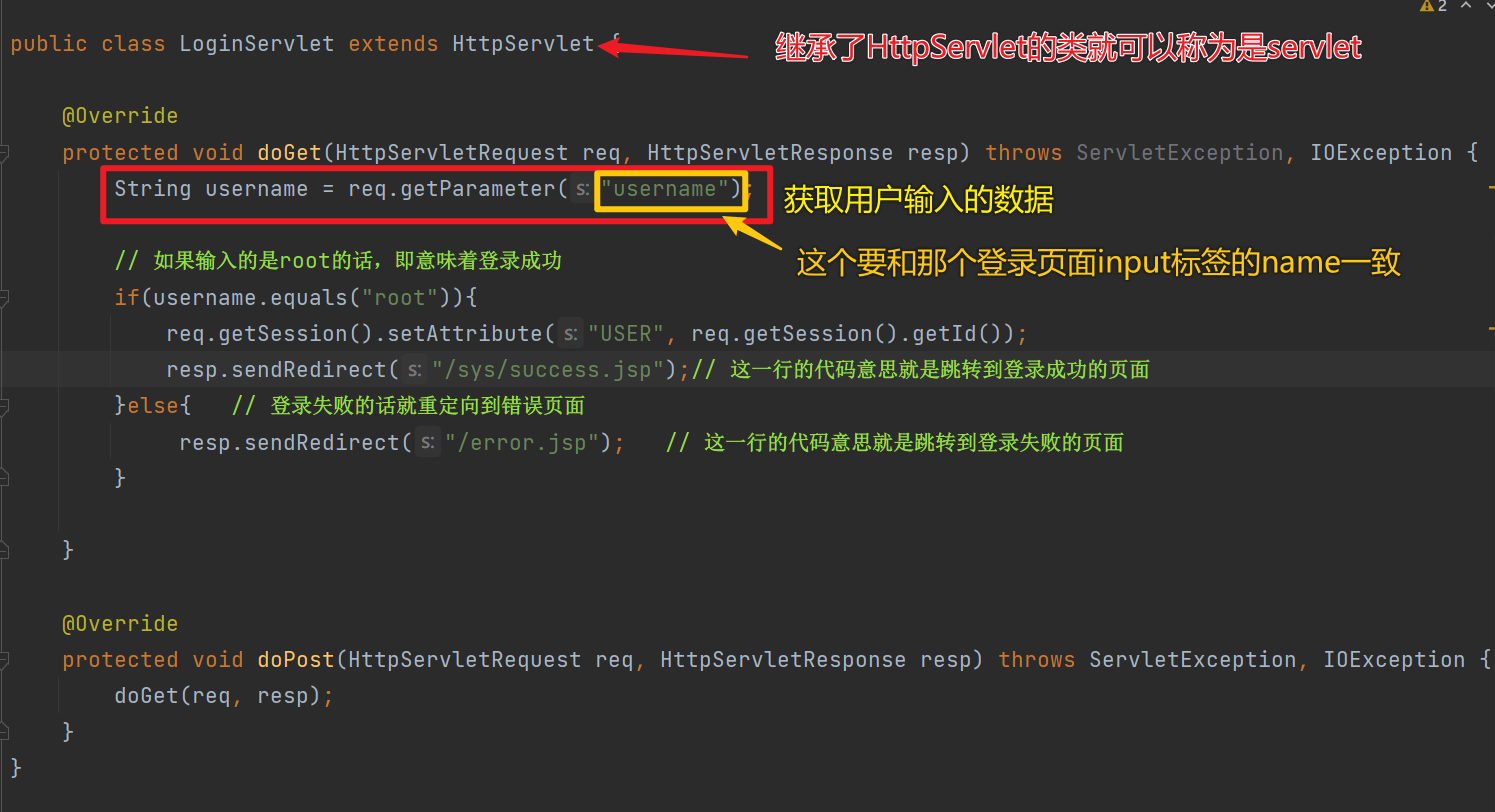 2
public class LoginServlet extends HttpServlet {
继承了HttpServlet的类就可以称为是servlet
@Override
protected void doGet(HttpServletRequest req, HttpServletResponse resp) throws ServletException, IOException {
String username = req.getParameter( s: "username");
获取用户输入的数据
这个要和那个登录页面input标签的name一致
// 如果输入的是root的话，即意味着登录成功
if(username.equals("root")){
req.getSession().setAttribute( s: "USER", req.getSession().getId());
resp.sendRedirect( s: "/sys/success.jsp");// 这一行的代码意思就是跳转到登录成功的页面
}else{ // 登录失败的话就重定向到错误页面
resp.sendRedirect( s: "/error.jsp"); // 这一行的代码意思就是跳转到登录失败的页面
}
}
@Override
protected void doPost(HttpServletRequest req, HttpServletResponse resp) throws ServletException, IOException {
doGet(req, resp);
}
}